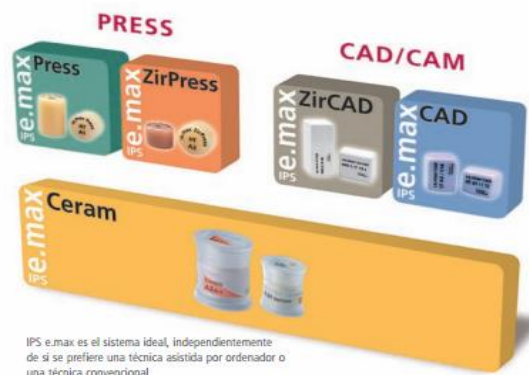 PRESS
CAD/CAM
IPS e.max Press
IPS e.max ZirPress
IPS e.max ZirCAD
IPS e.max CAD
IPS e.max Ceram
IPS e.max es el sistema ideal, independientemente
de si se prefiere una técnica asistida por ordenador o
una técnica convencional